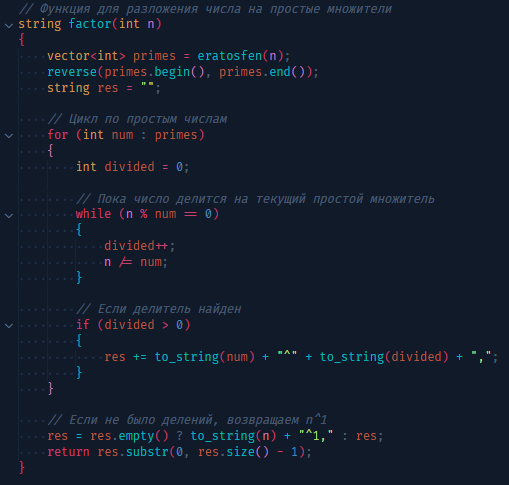 // Функция для разложения числа на простые множители
string factor(int n)
{
    vector<int> primes = eratosfen(n);
    reverse(primes.begin(), primes.end());
    string res = "";

    // Цикл по простым числам
    for (int num : primes)
    {
        int divided = 0;

        // Пока число делится на текущий простой множитель
        while (n % num == 0)
        {
            divided++;
            n /= num;
        }

        // Если делитель найден
        if (divided > 0)
        {
            res += to_string(num) + "^" + to_string(divided) + ",";
        }
    }

    // Если не было делений, возвращаем n^1
    res = res.empty() ? to_string(n) + "^1," : res;
    return res.substr(0, res.size() - 1);
}